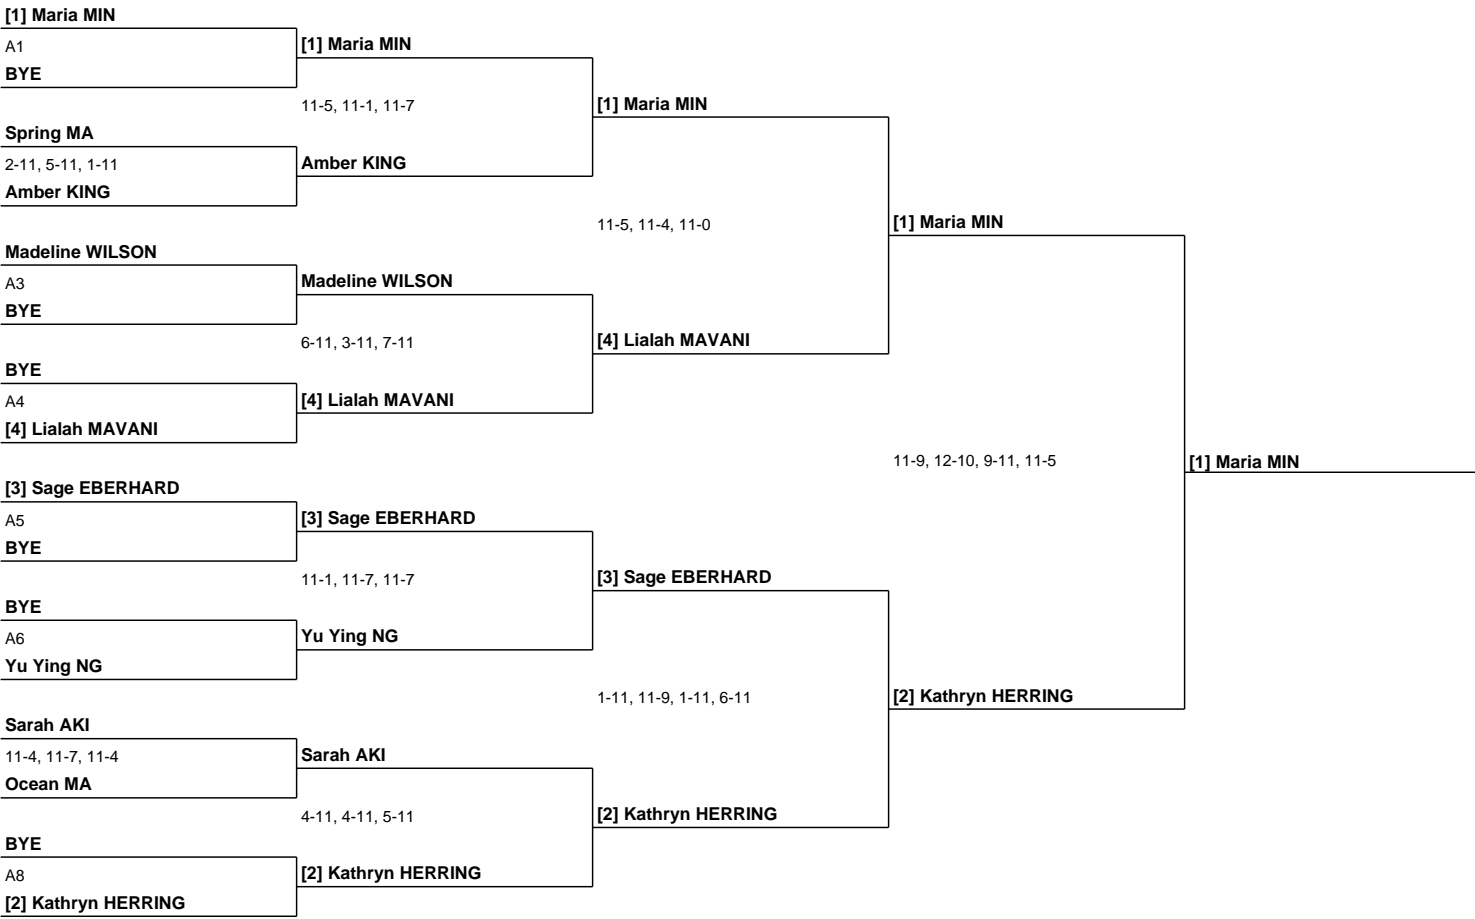 [1] Maria MIN
A1
BYE
Spring MA
2-11, 5-11, 1-11
Amber KING
Madeline WILSON
A3
BYE
BYE
A4
[4] Lialah MAVANI
[3] Sage EBERHARD
A5
BYE
BYE
A6
Yu Ying NG
Sarah AKI
11-4, 11-7, 11-4
Ocean MA
BYE
A8
[2] Kathryn HERRING
[1] Maria MIN
11-5, 11-1, 11-7
Amber KING
Madeline WILSON
6-11, 3-11, 7-11
[4] Lialah MAVANI
[3] Sage EBERHARD
11-1, 11-7, 11-7
Yu Ying NG
Sarah AKI
4-11, 4-11, 5-11
[2] Kathryn HERRING
[1] Maria MIN
11-5, 11-4, 11-0
[4] Lialah MAVANI
[3] Sage EBERHARD
1-11, 11-9, 1-11, 6-11
[2] Kathryn HERRING
[1] Maria MIN
11-9, 12-10, 9-11, 11-5
[2] Kathryn HERRING
[1] Maria MIN